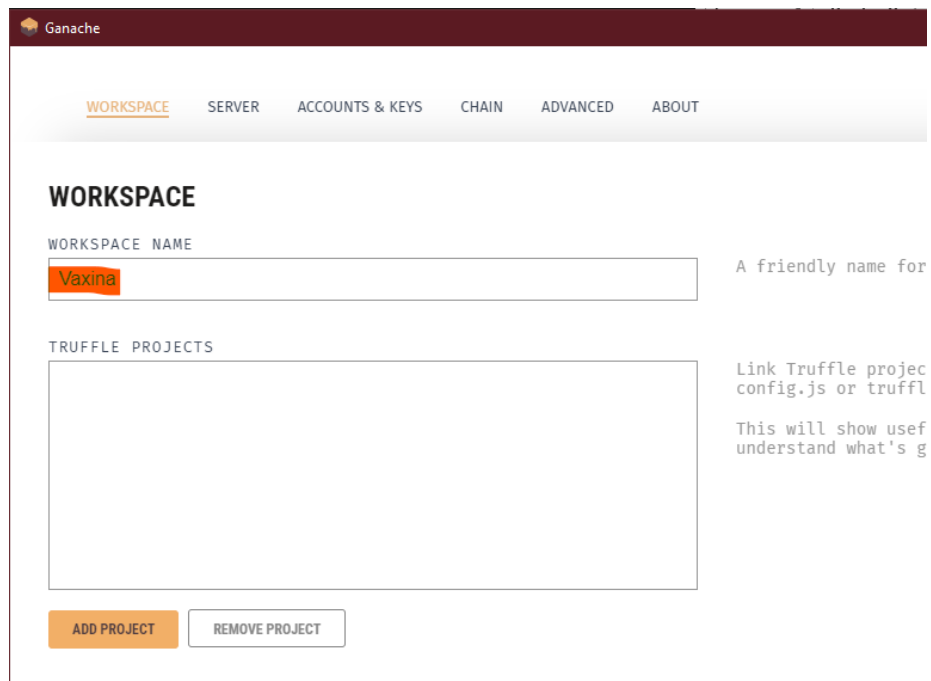 Ganache
WORKSPACE SERVER ACCOUNTS & KEYS CHAIN ADVANCED ABOUT
WORKSPACE
WORKSPACE NAME
Vaxina
A friendly name for
TRUFFLE PROJECTS
Link Truffle projec
config.js or truffl
This will show usef
understand what's g
ADD PROJECT REMOVE PROJECT